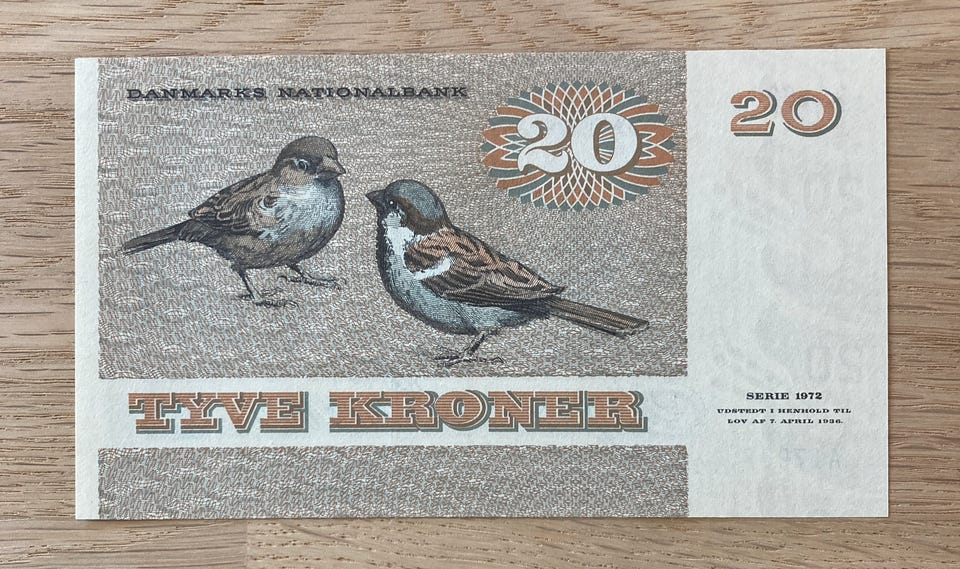 DANMARKS NATIONALBANK
20
20
TYVE KRONER
SERIE 1972
UDSTEDT I HENHOLD TIL
LOV AF 7. APRIL 1936.